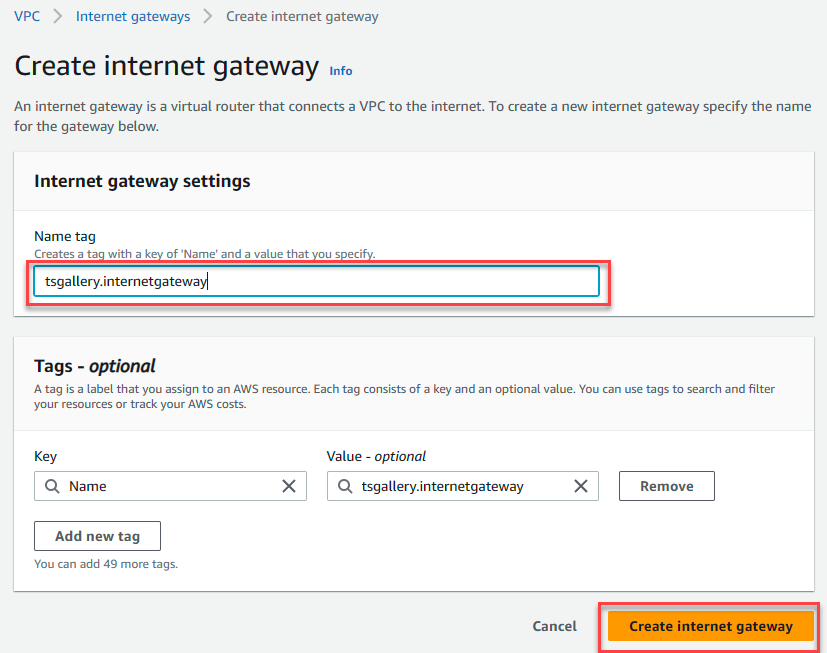 VPC > Internet gateways > Create internet gateway
Create internet gateway Info
An internet gateway is a virtual router that connects a VPC to the internet. To create a new internet gateway specify the name
for the gateway below.
Internet gateway settings
Name tag
Creates a tag with a key of 'Name' and a value that you specify.
tsgallery.internetgateway
Tags - optional
A tag is a label that you assign to an AWS resource. Each tag consists of a key and an optional value. You can use tags to search and filter
your resources or track your AWS costs.
Key Value - optional
Name tsgallery.internetgateway Remove
Add new tag
You can add 49 more tags.
Cancel Create internet gateway